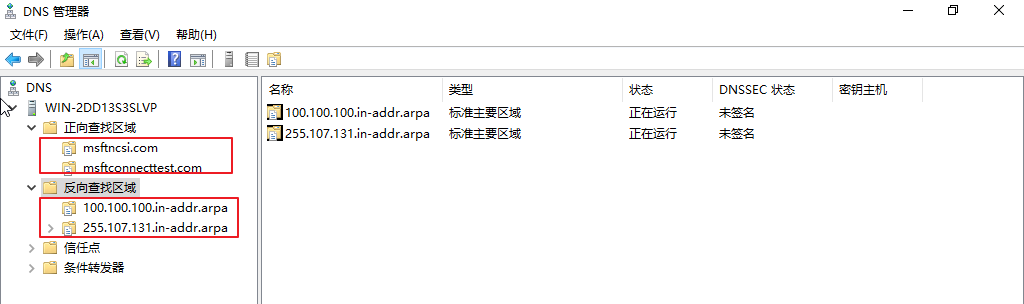 DNS 管理器
文件(F) 操作(A) 查看(V) 帮助(H)
DNS
WIN-2DD13S3SLVP
正向查找区域
msftncsi.com
msftconnecttest.com
反向查找区域
100.100.100.in-addr.arpa
255.107.131.in-addr.arpa
信任点
条件转发器
名称 类型 状态 DNSSEC 状态 密钥主机
100.100.100.in-addr.arpa 标准主要区域 正在运行 未签名
255.107.131.in-addr.arpa 标准主要区域 正在运行 未签名